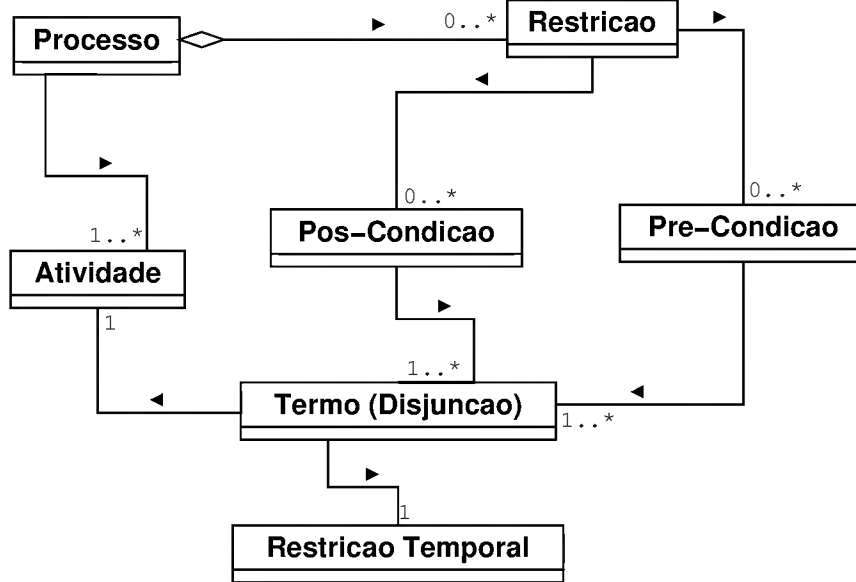 Processo
0..*
Restricao
0..*
0..*
1..*
Pos–Condicao
Pre–Condicao
Atividade
1
1..*
Termo (Disjuncao)
1..*
1
Restricao Temporal